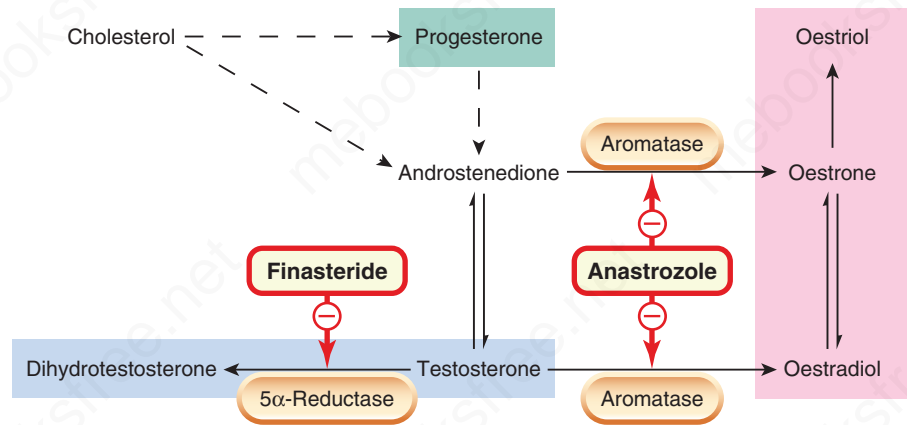 Cholesterol
Progesterone
Oestriol
Aromatase
Androstenedione
Oestrone
Finasteride
Anastrozole
Dihydrotestosterone
Testosterone
Oestradiol
5α-Reductase
Aromatase